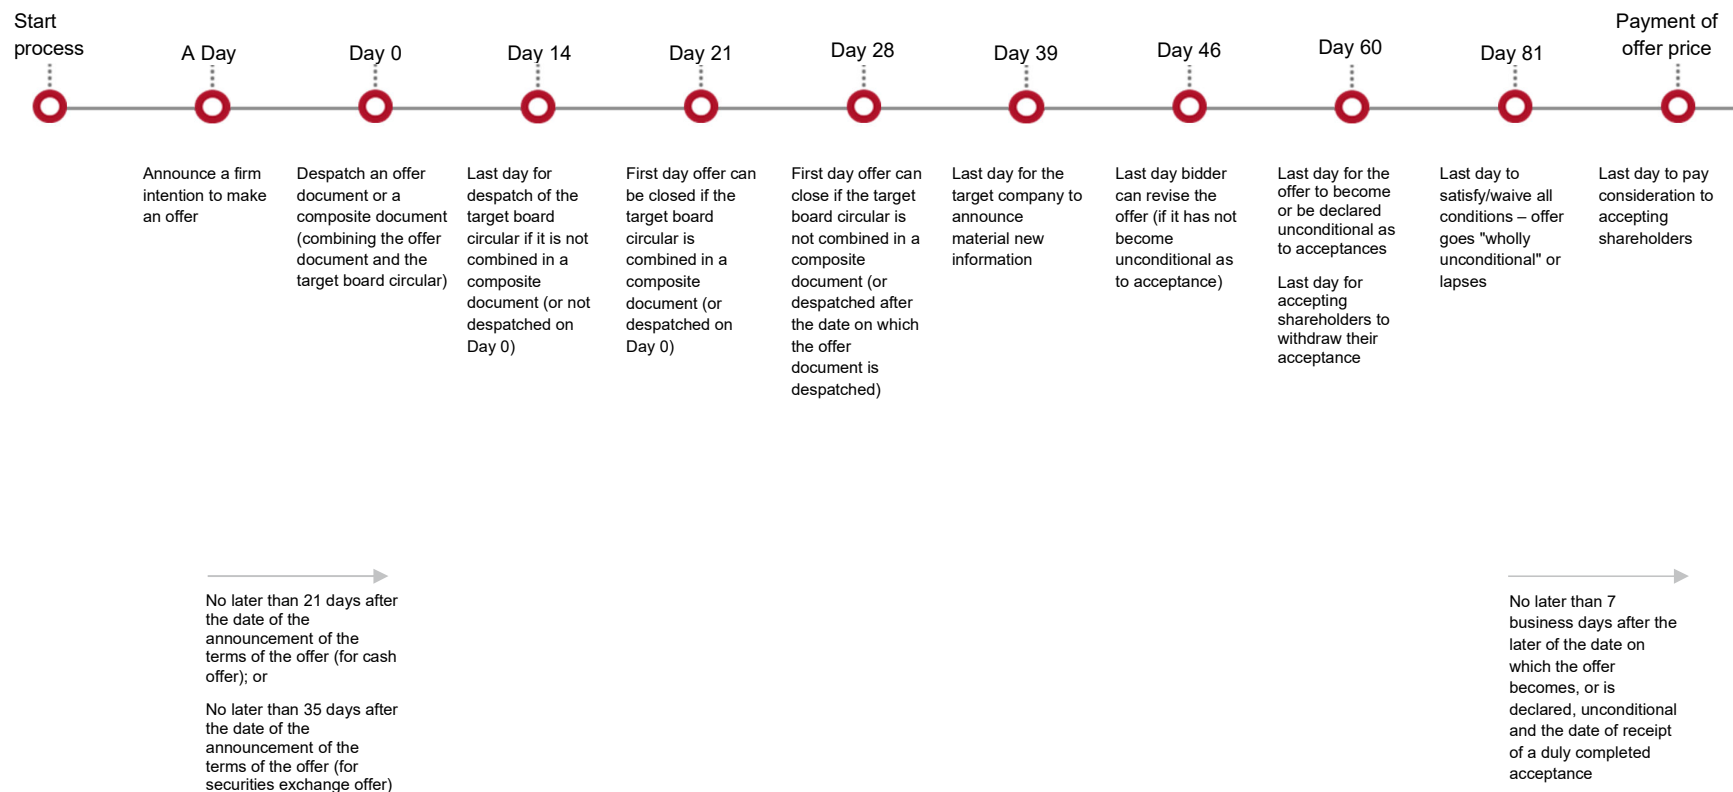 Start
process
A Day
Day 0
Day 14
Day 21
Day 28
Day 39
Day 46
Day 60
Day 81
Payment of
offer price
Announce a firm
intention to make
an offer
Despatch an offer
document or a
composite document
(combining the offer
document and the
target board circular)
Last day for
despatch of the
target board
circular if it is not
combined in a
composite
document (or not
despatched on
Day 0)
First day offer can
be closed if the
target board
circular is
combined in a
composite
document (or
despatched on
Day 0)
First day offer can
close if the target
board circular is
not combined in a
composite
document (or
despatched after
the date on which
the offer
document is
despatched)
Last day for the
target company to
announce
material new
information
Last day bidder
can revise the
offer (if it has not
become
unconditional as
to acceptance)
Last day for the
offer to become
or be declared
unconditional as
to acceptances
Last day for
accepting
shareholders to
withdraw their
acceptance
Last day to
satisfy/waive all
conditions – offer
goes "wholly
unconditional" or
lapses
Last day to pay
consideration to
accepting
shareholders
No later than 21 days after
the date of the
announcement of the
terms of the offer (for cash
offer); or
No later than 35 days after
the date of the
announcement of the
terms of the offer (for
securities exchange offer)
No later than 7
business days after the
later of the date on
which the offer
becomes, or is
declared, unconditional
and the date of receipt
of a duly completed
acceptance